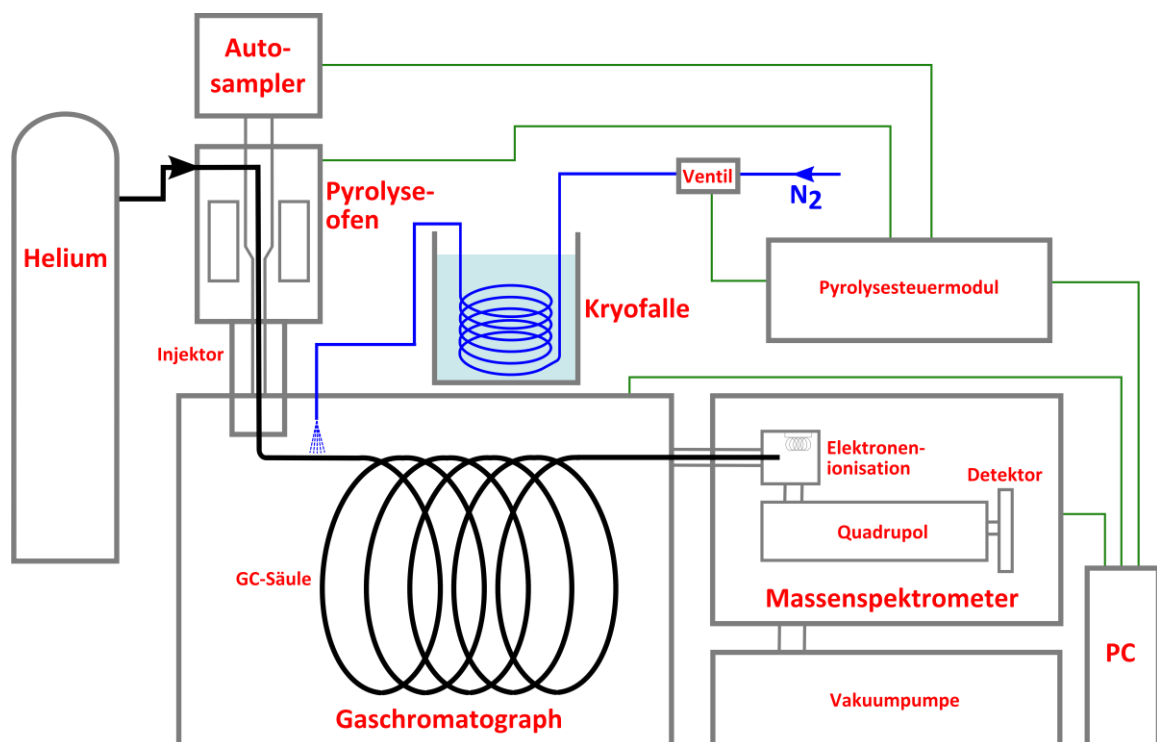 Auto-
sampler
Helium
Pyrolyse-
ofen
Ventil
N2
Pyrolysesteuermodul
Kryofalle
Injektor
Elektronen-
ionisation
Detektor
Quadrupol
GC-Säule
Massenspektrometer
PC
Gaschromatograph
Vakuumpumpe